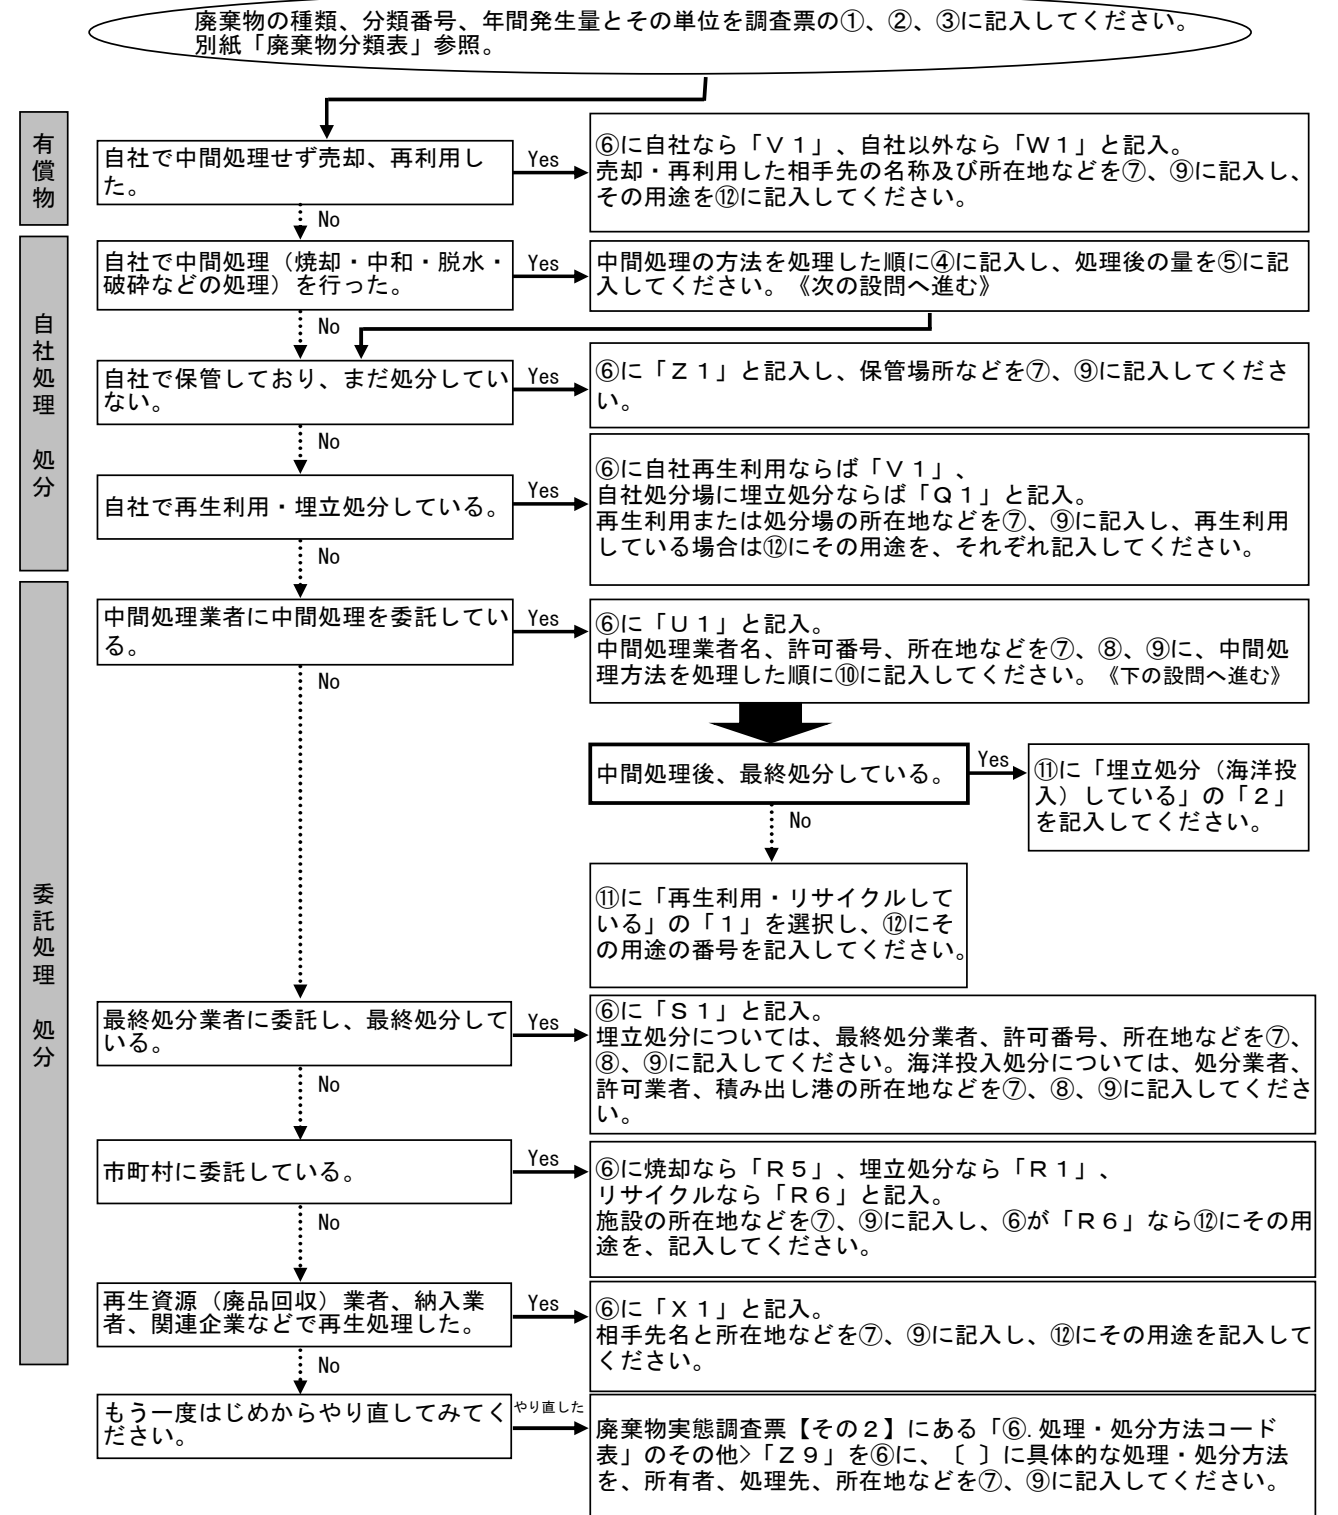 廃棄物の種類、分類番号、年間発生量とその単位を調査票の①、②、③に記入してください。
別紙「廃棄物分類表」参照。
有償物
自社で中間処理せず売却、再利用し
た。
Yes
⑥に自社なら「Ｖ１」、自社以外なら「Ｗ１」と記入。
売却・再利用した相手先の名称及び所在地などを⑦、⑨に記入し、
その用途を⑫に記入してください。
No
自社処理　処分
自社で中間処理（焼却・中和・脱水・
破砕などの処理）を行った。
Yes
中間処理の方法を処理した順に④に記入し、処理後の量を⑤に記
入してください。《次の設問へ進む》
No
自社で保管しており、まだ処分してい
ない。
Yes
⑥に「Ｚ１」と記入し、保管場所などを⑦、⑨に記入してくださ
い。
No
自社で再生利用・埋立処分している。
Yes
⑥に自社再生利用ならば「Ｖ１」、
自社処分場に埋立処分ならば「Ｑ１」と記入。
再生利用または処分場の所在地などを⑦、⑨に記入し、再生利用
している場合は⑫にその用途を、それぞれ記入してください。
No
委託処理　処分
中間処理業者に中間処理を委託してい
る。
Yes
⑥に「Ｕ１」と記入。
中間処理業者名、許可番号、所在地などを⑦、⑧、⑨に、中間処
理方法を処理した順に⑩に記入してください。《下の設問へ進む》
No
中間処理後、最終処分している。
Yes
⑪に「埋立処分（海洋投
入）している」の「２」
を記入してください。
No
⑪に「再生利用・リサイクルして
いる」の「１」を選択し、⑫にそ
の用途の番号を記入してください。
最終処分業者に委託し、最終処分して
いる。
Yes
⑥に「Ｓ１」と記入。
埋立処分については、最終処分業者、許可番号、所在地などを⑦、
⑧、⑨に記入してください。海洋投入処分については、処分業者、
許可業者、積み出し港の所在地などを⑦、⑧、⑨に記入してくださ
い。
No
市町村に委託している。
Yes
⑥に焼却なら「Ｒ５」、埋立処分なら「Ｒ１」、
リサイクルなら「Ｒ６」と記入。
施設の所在地などを⑦、⑨に記入し、⑥が「Ｒ６」なら⑫にその用
途を、記入してください。
No
再生資源（廃品回収）業者、納入業
者、関連企業などで再生処理した。
Yes
⑥に「Ｘ１」と記入。
相手先名と所在地などを⑦、⑨に記入し、⑫にその用途を記入して
ください。
No
もう一度はじめからやり直してみてく
ださい。
やり直した
廃棄物実態調査票【その２】にある「⑥．処理・処分方法コード
表」のその他〉「Ｚ９」を⑥に、〔 〕に具体的な処理・処分方法
を、所有者、処理先、所在地などを⑦、⑨に記入してください。